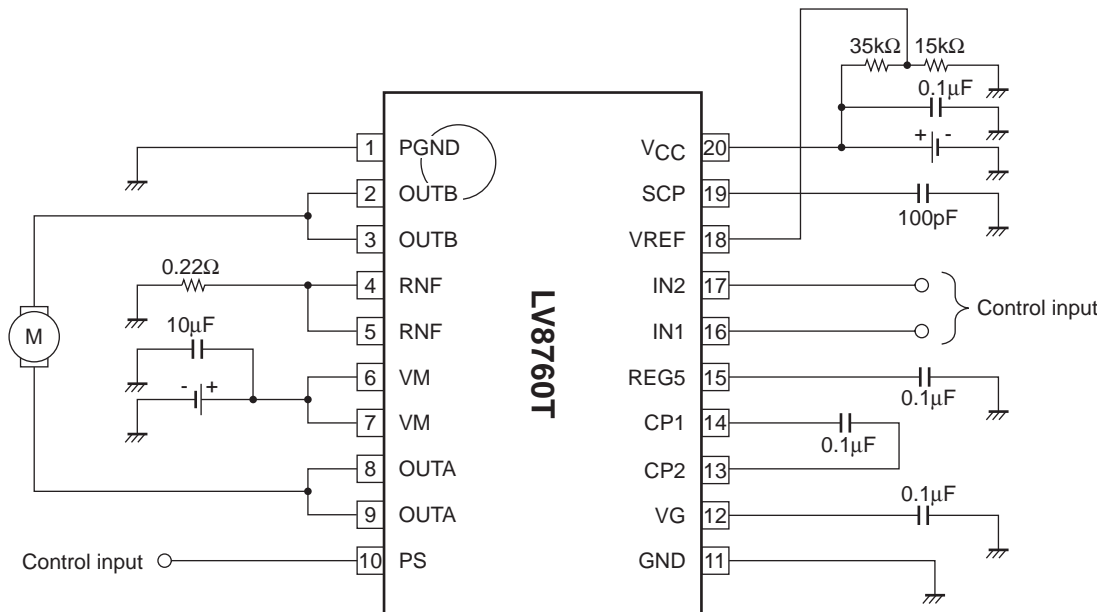 35kΩ 15kΩ
0.1μF
+ -
1 PGND
2 OUTB
3 OUTB
4 RNF
5 RNF
6 VM
7 VM
8 OUTA
9 OUTA
10 PS
0.22Ω
10μF
- +
M
Control input
LV8760T
VCC 20
SCP 19
VREF 18
IN2 17
IN1 16
REG5 15
CP1 14
CP2 13
VG 12
GND 11
100pF
Control input
0.1μF
0.1μF
0.1μF